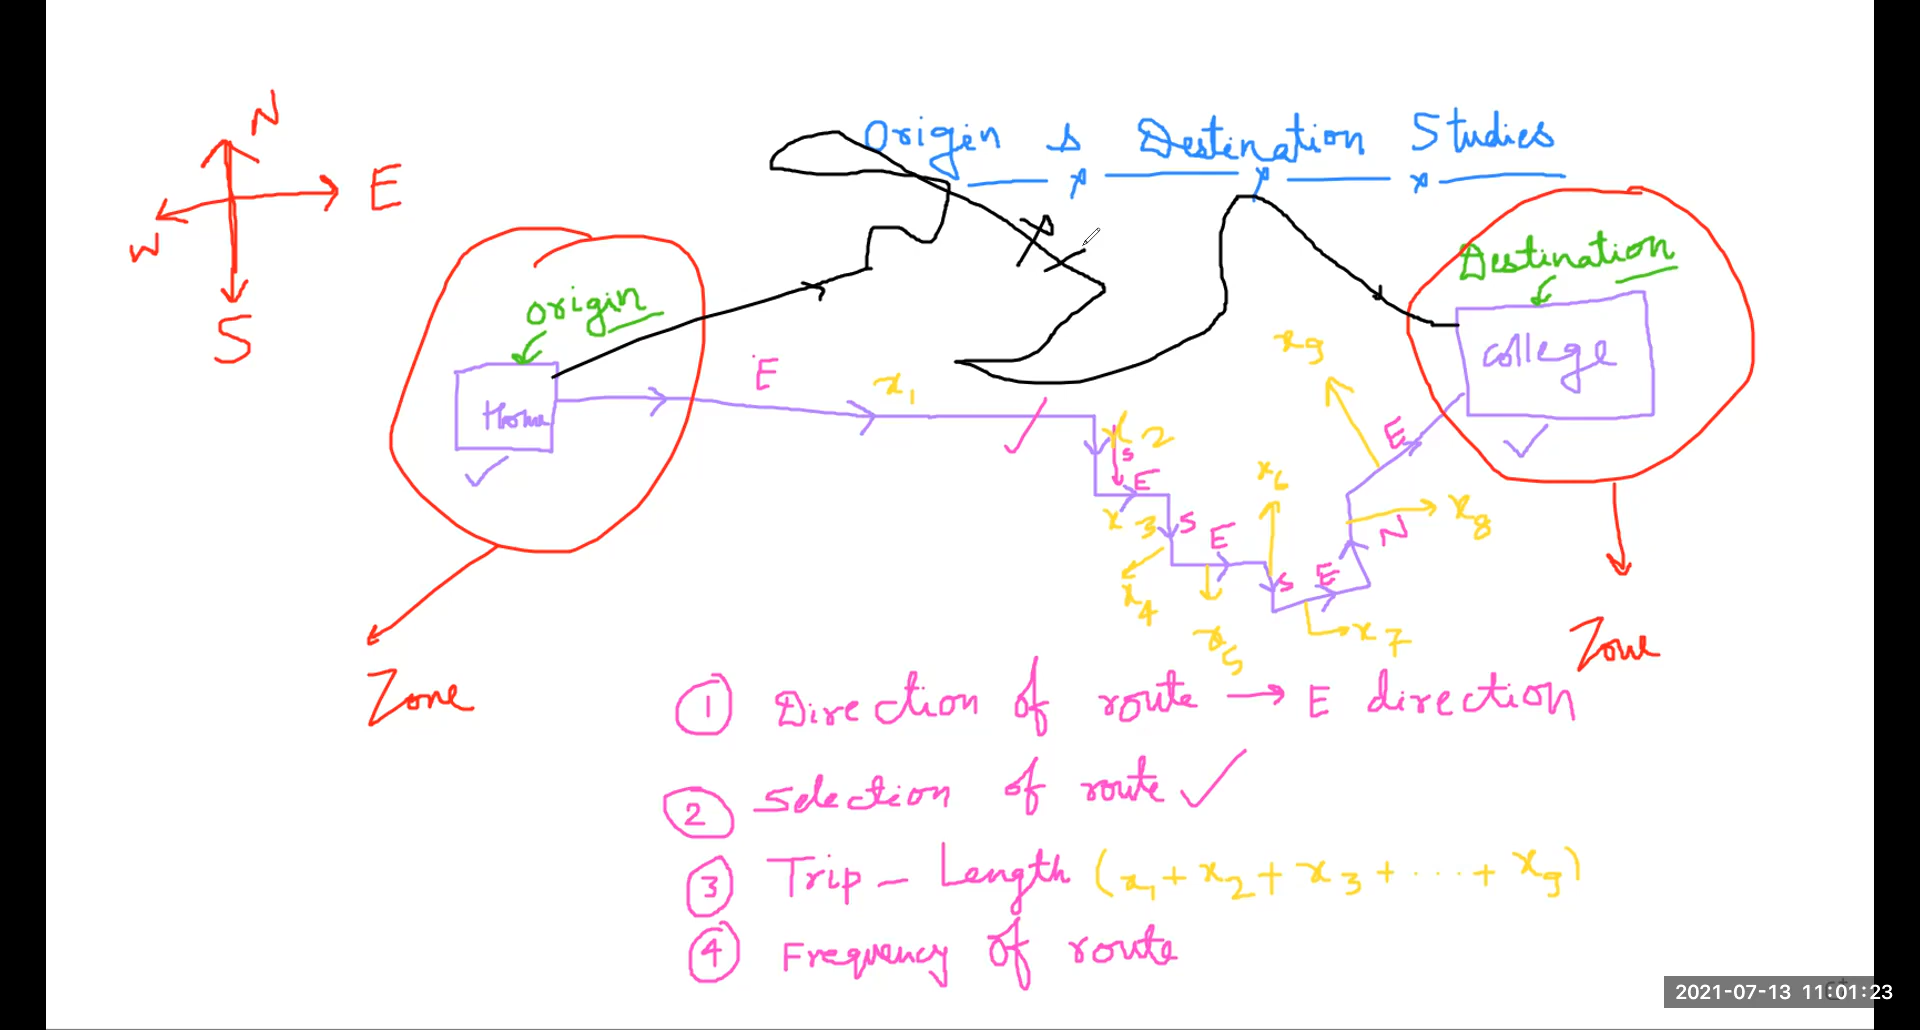 Origin & Destination Studies
N
E
W
S
Origin
Destination
Home
College
E
x1
x2
S
E
x3
S
x4
E
x5
x6
S
E
x7
N
x8
E
x9
Zone
Zone
1 Direction of route → E direction
2 Selection of route ✓
3 Trip - Length (x1 + x2 + x3 + ... + x9)
4 Frequency of route
2021-07-13 11:01:23